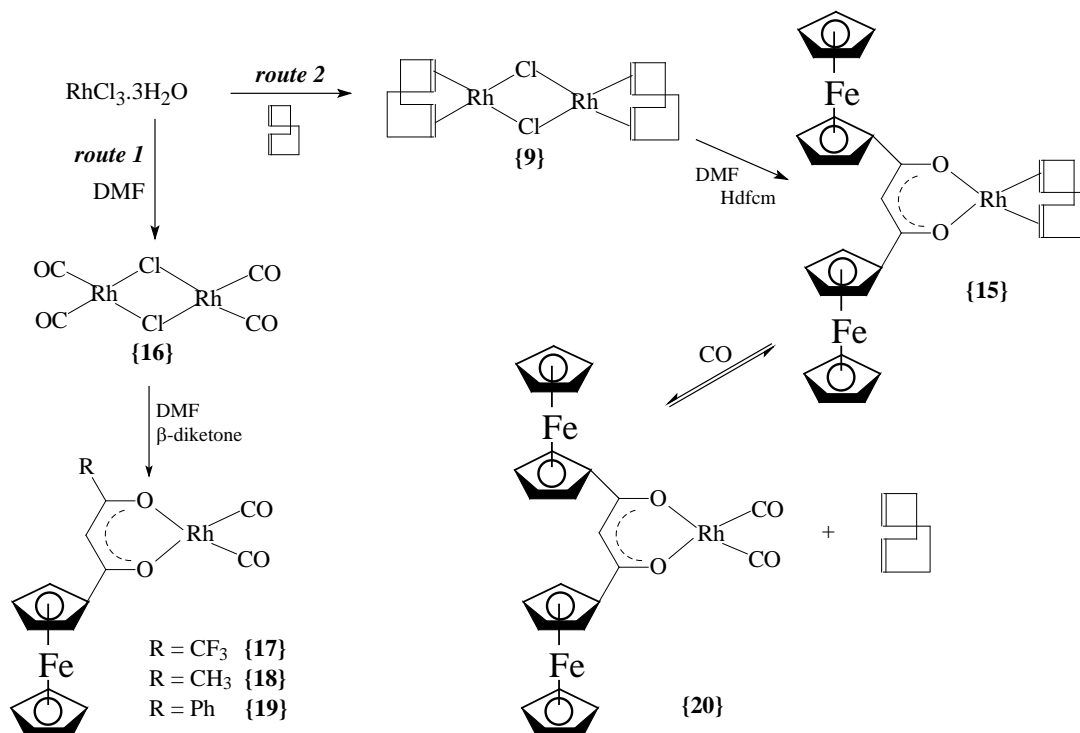 RhCl3.3H2O
route 2
Cl
Rh
Rh
Cl
{9}
route 1
DMF
DMF
Hdfcm
Fe
O
Rh
O
Fe
{15}
OC
Cl
CO
Rh
Rh
OC
Cl
CO
{16}
DMF
β-diketone
CO
R
O
CO
Rh
O
CO
Fe
R = CF3 {17}
R = CH3 {18}
R = Ph {19}
Fe
O
CO
Rh
O
CO
+
Fe
{20}